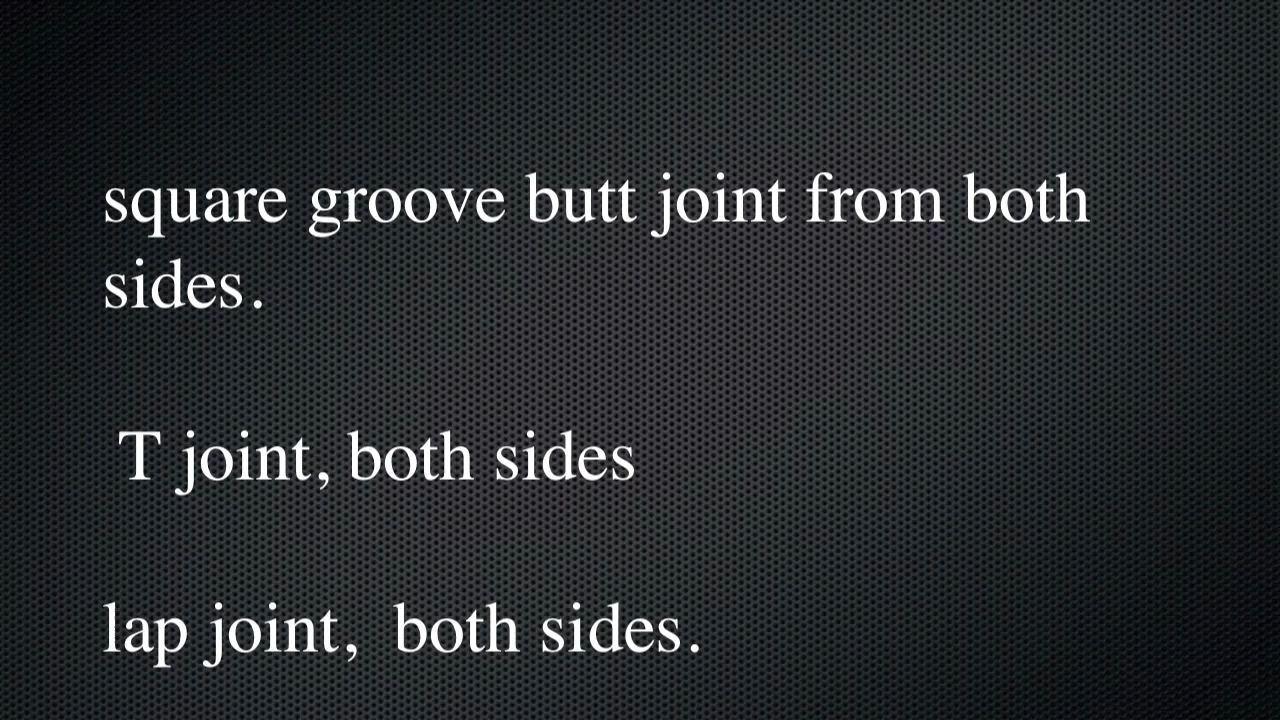 square groove butt joint from both
sides.
T joint, both sides
lap joint, both sides.